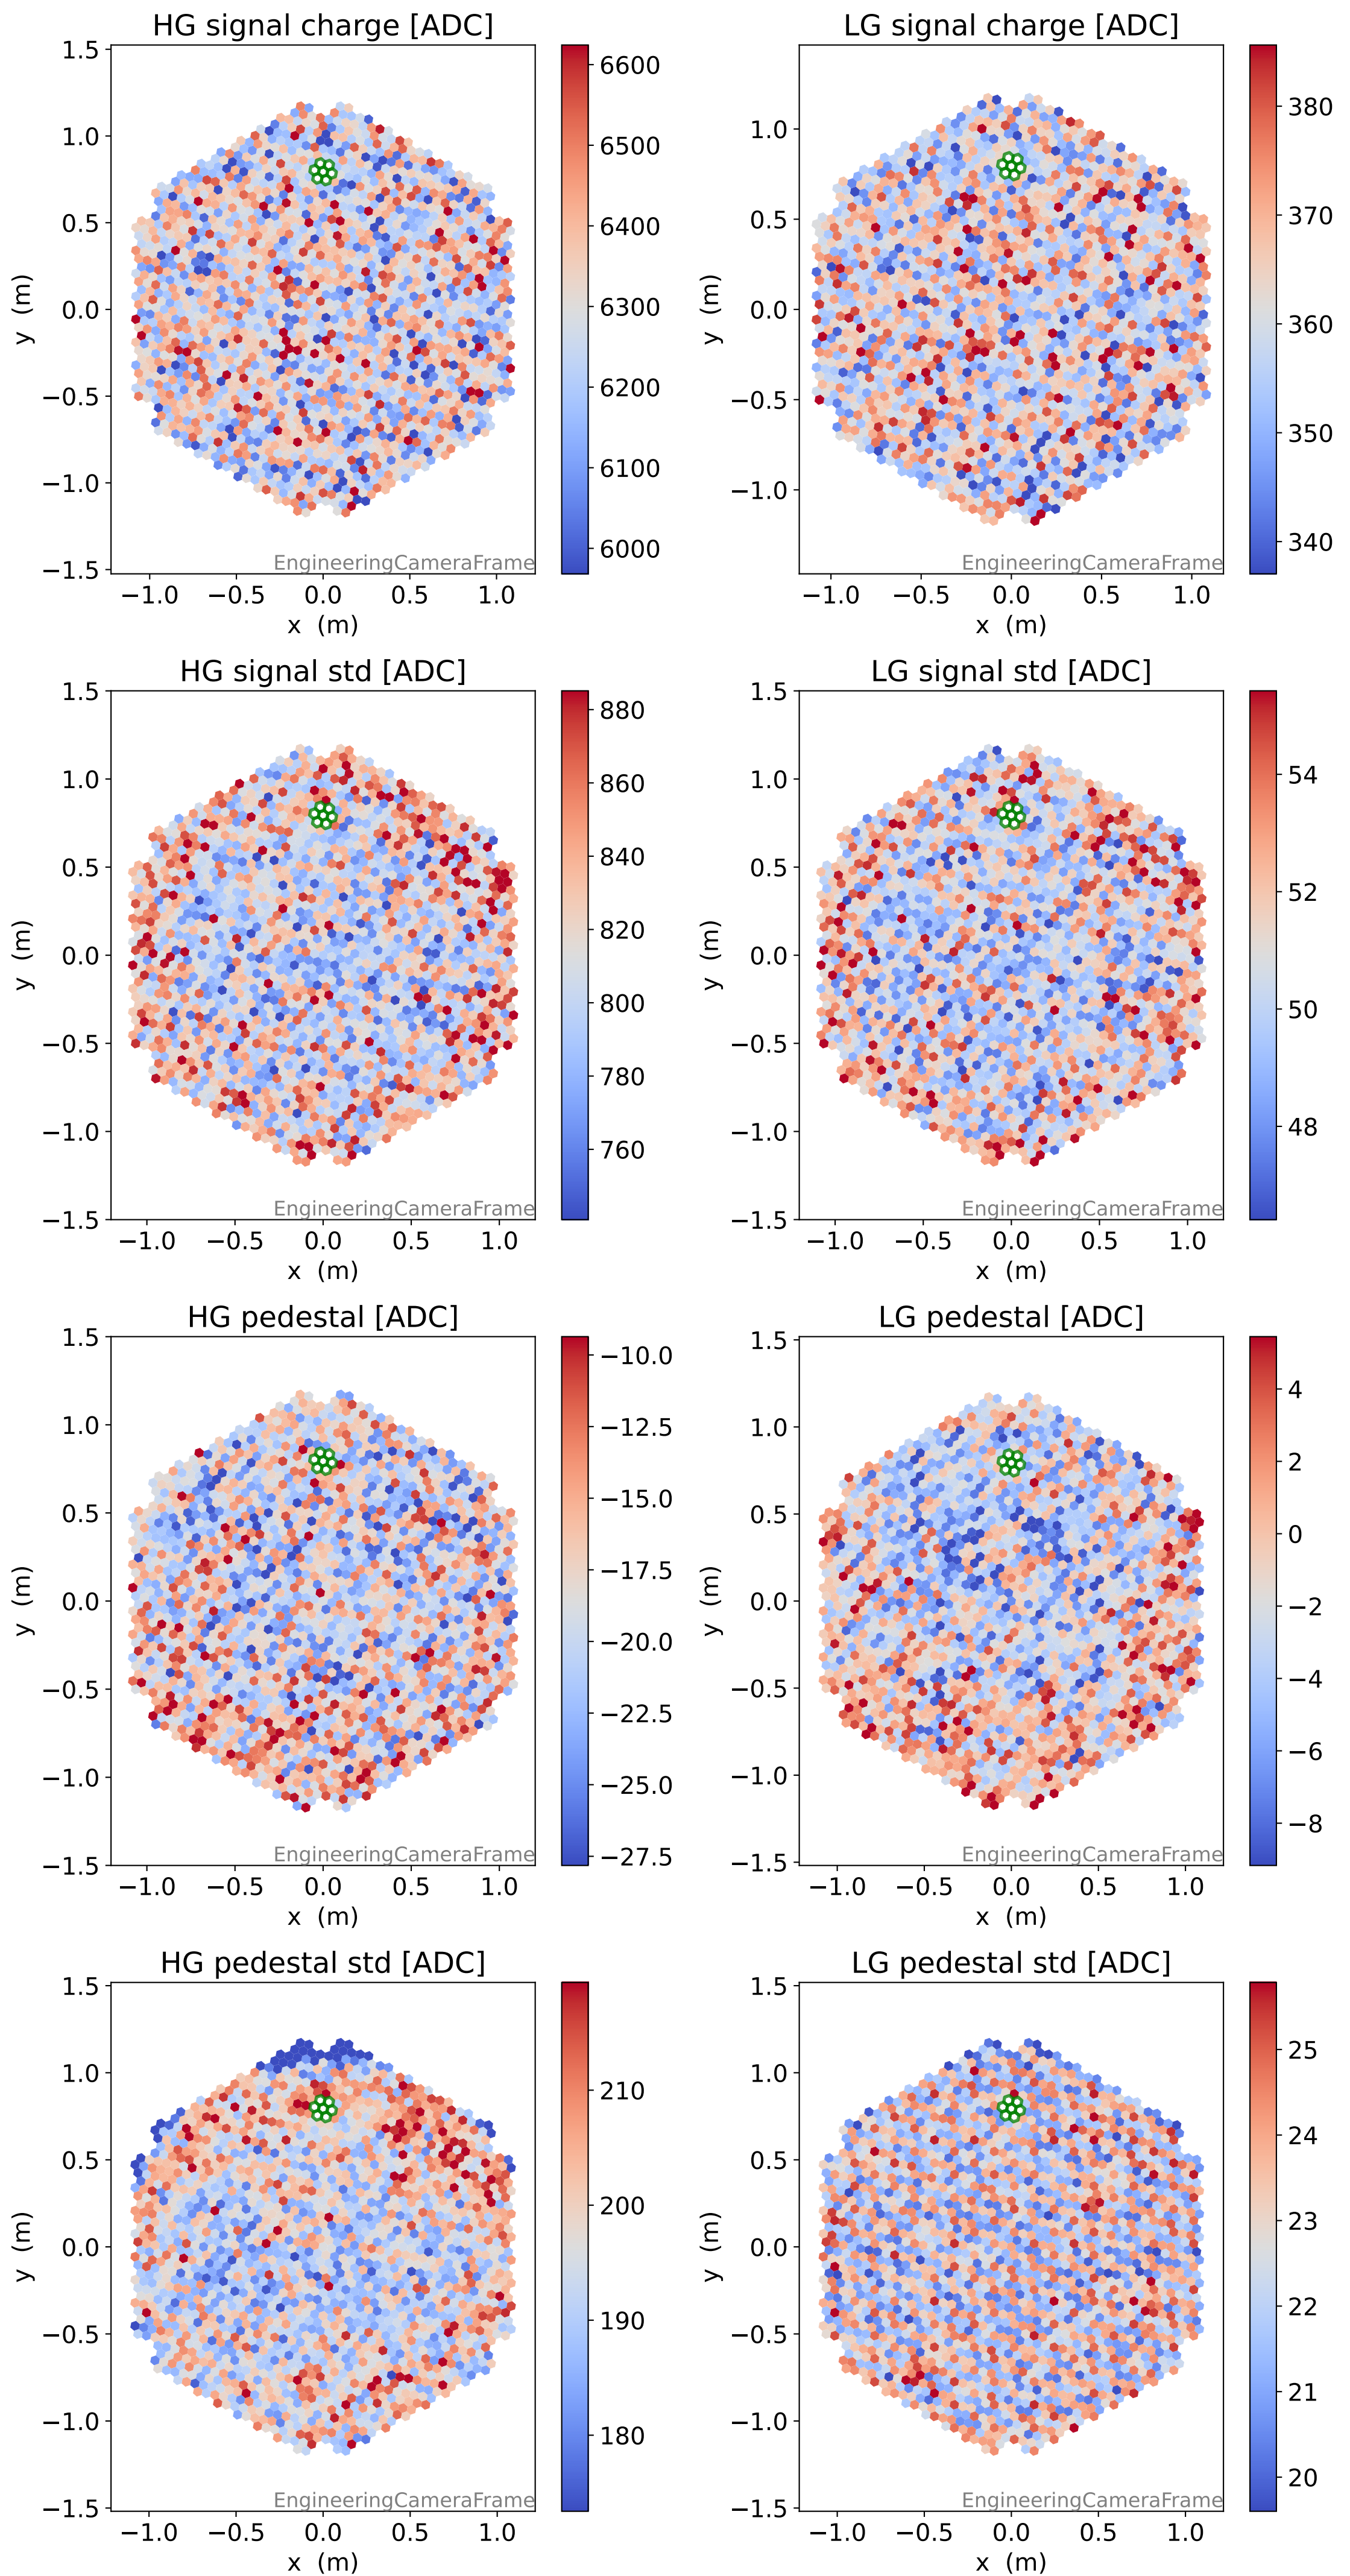 HG signal charge [ADC]
1.5
1.0
0.5
0.0
−0.5
−1.0
−1.5
y (m)
−1.0 −0.5 0.0 0.5 1.0
x (m)
EngineeringCameraFrame
6600
6500
6400
6300
6200
6100
6000
LG signal charge [ADC]
1.0
0.5
0.0
−0.5
−1.0
y (m)
−1.0 −0.5 0.0 0.5 1.0
x (m)
EngineeringCameraFrame
380
370
360
350
340
HG signal std [ADC]
1.5
1.0
0.5
0.0
−0.5
−1.0
−1.5
y (m)
−1.0 −0.5 0.0 0.5 1.0
x (m)
EngineeringCameraFrame
880
860
840
820
800
780
760
LG signal std [ADC]
1.5
1.0
0.5
0.0
−0.5
−1.0
−1.5
y (m)
−1.0 −0.5 0.0 0.5 1.0
x (m)
EngineeringCameraFrame
54
52
50
48
HG pedestal [ADC]
1.5
1.0
0.5
0.0
−0.5
−1.0
−1.5
y (m)
−1.0 −0.5 0.0 0.5 1.0
x (m)
EngineeringCameraFrame
−10.0
−12.5
−15.0
−17.5
−20.0
−22.5
−25.0
−27.5
LG pedestal [ADC]
1.5
1.0
0.5
0.0
−0.5
−1.0
−1.5
y (m)
−1.0 −0.5 0.0 0.5 1.0
x (m)
EngineeringCameraFrame
4
2
0
−2
−4
−6
−8
HG pedestal std [ADC]
1.5
1.0
0.5
0.0
−0.5
−1.0
−1.5
y (m)
−1.0 −0.5 0.0 0.5 1.0
x (m)
EngineeringCameraFrame
210
200
190
180
LG pedestal std [ADC]
1.5
1.0
0.5
0.0
−0.5
−1.0
−1.5
y (m)
−1.0 −0.5 0.0 0.5 1.0
x (m)
EngineeringCameraFrame
25
24
23
22
21
20